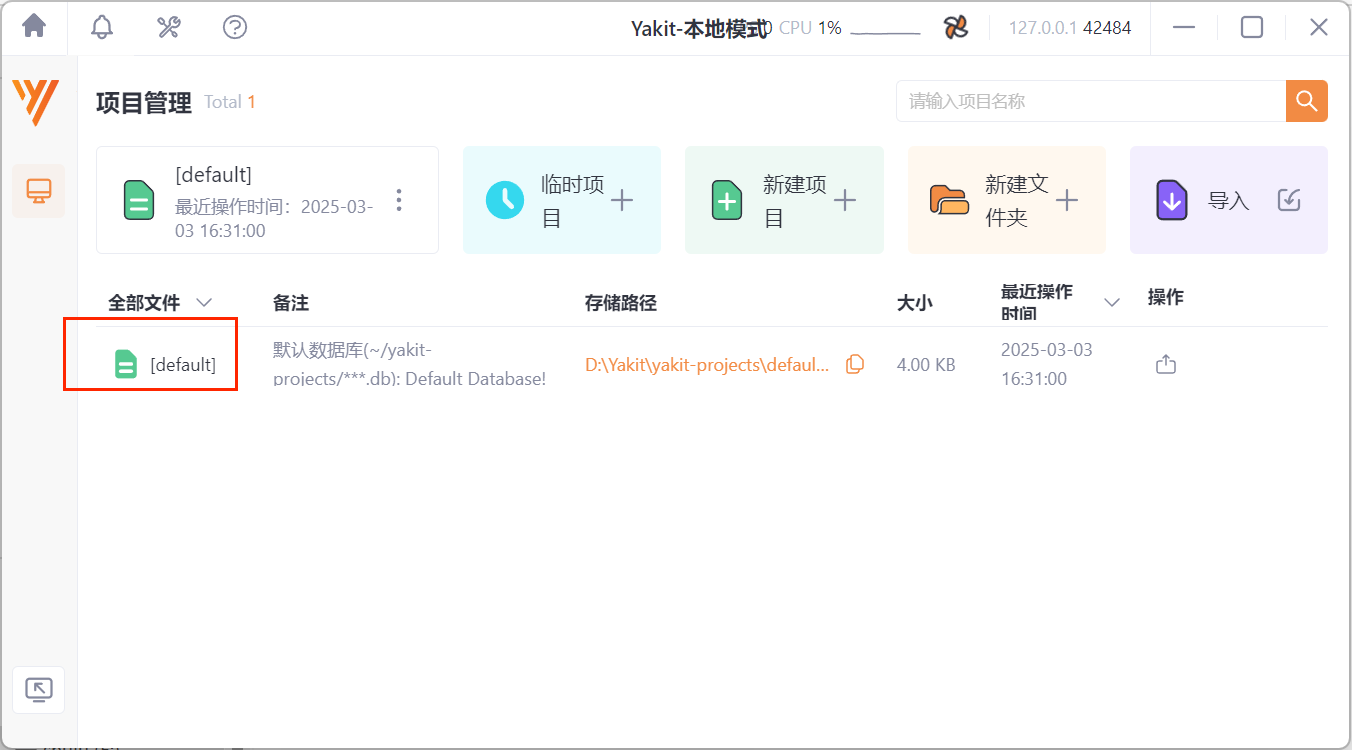 Yakit-本地模式
0 CPU 1%
127.0.0.1 42484
项目管理 Total 1
请输入项目名称
[default]
最近操作时间：2025-03-
03 16:31:00
临时项
目
新建项
目
新建文
件夹
导入
全部文件
备注
存储路径
大小
最近操作
时间
操作
[default]
默认数据库(~/yakit-
projects/***.db): Default Database!
D:\Yakit\yakit-projects\defaul...
4.00 KB
2025-03-03
16:31:00